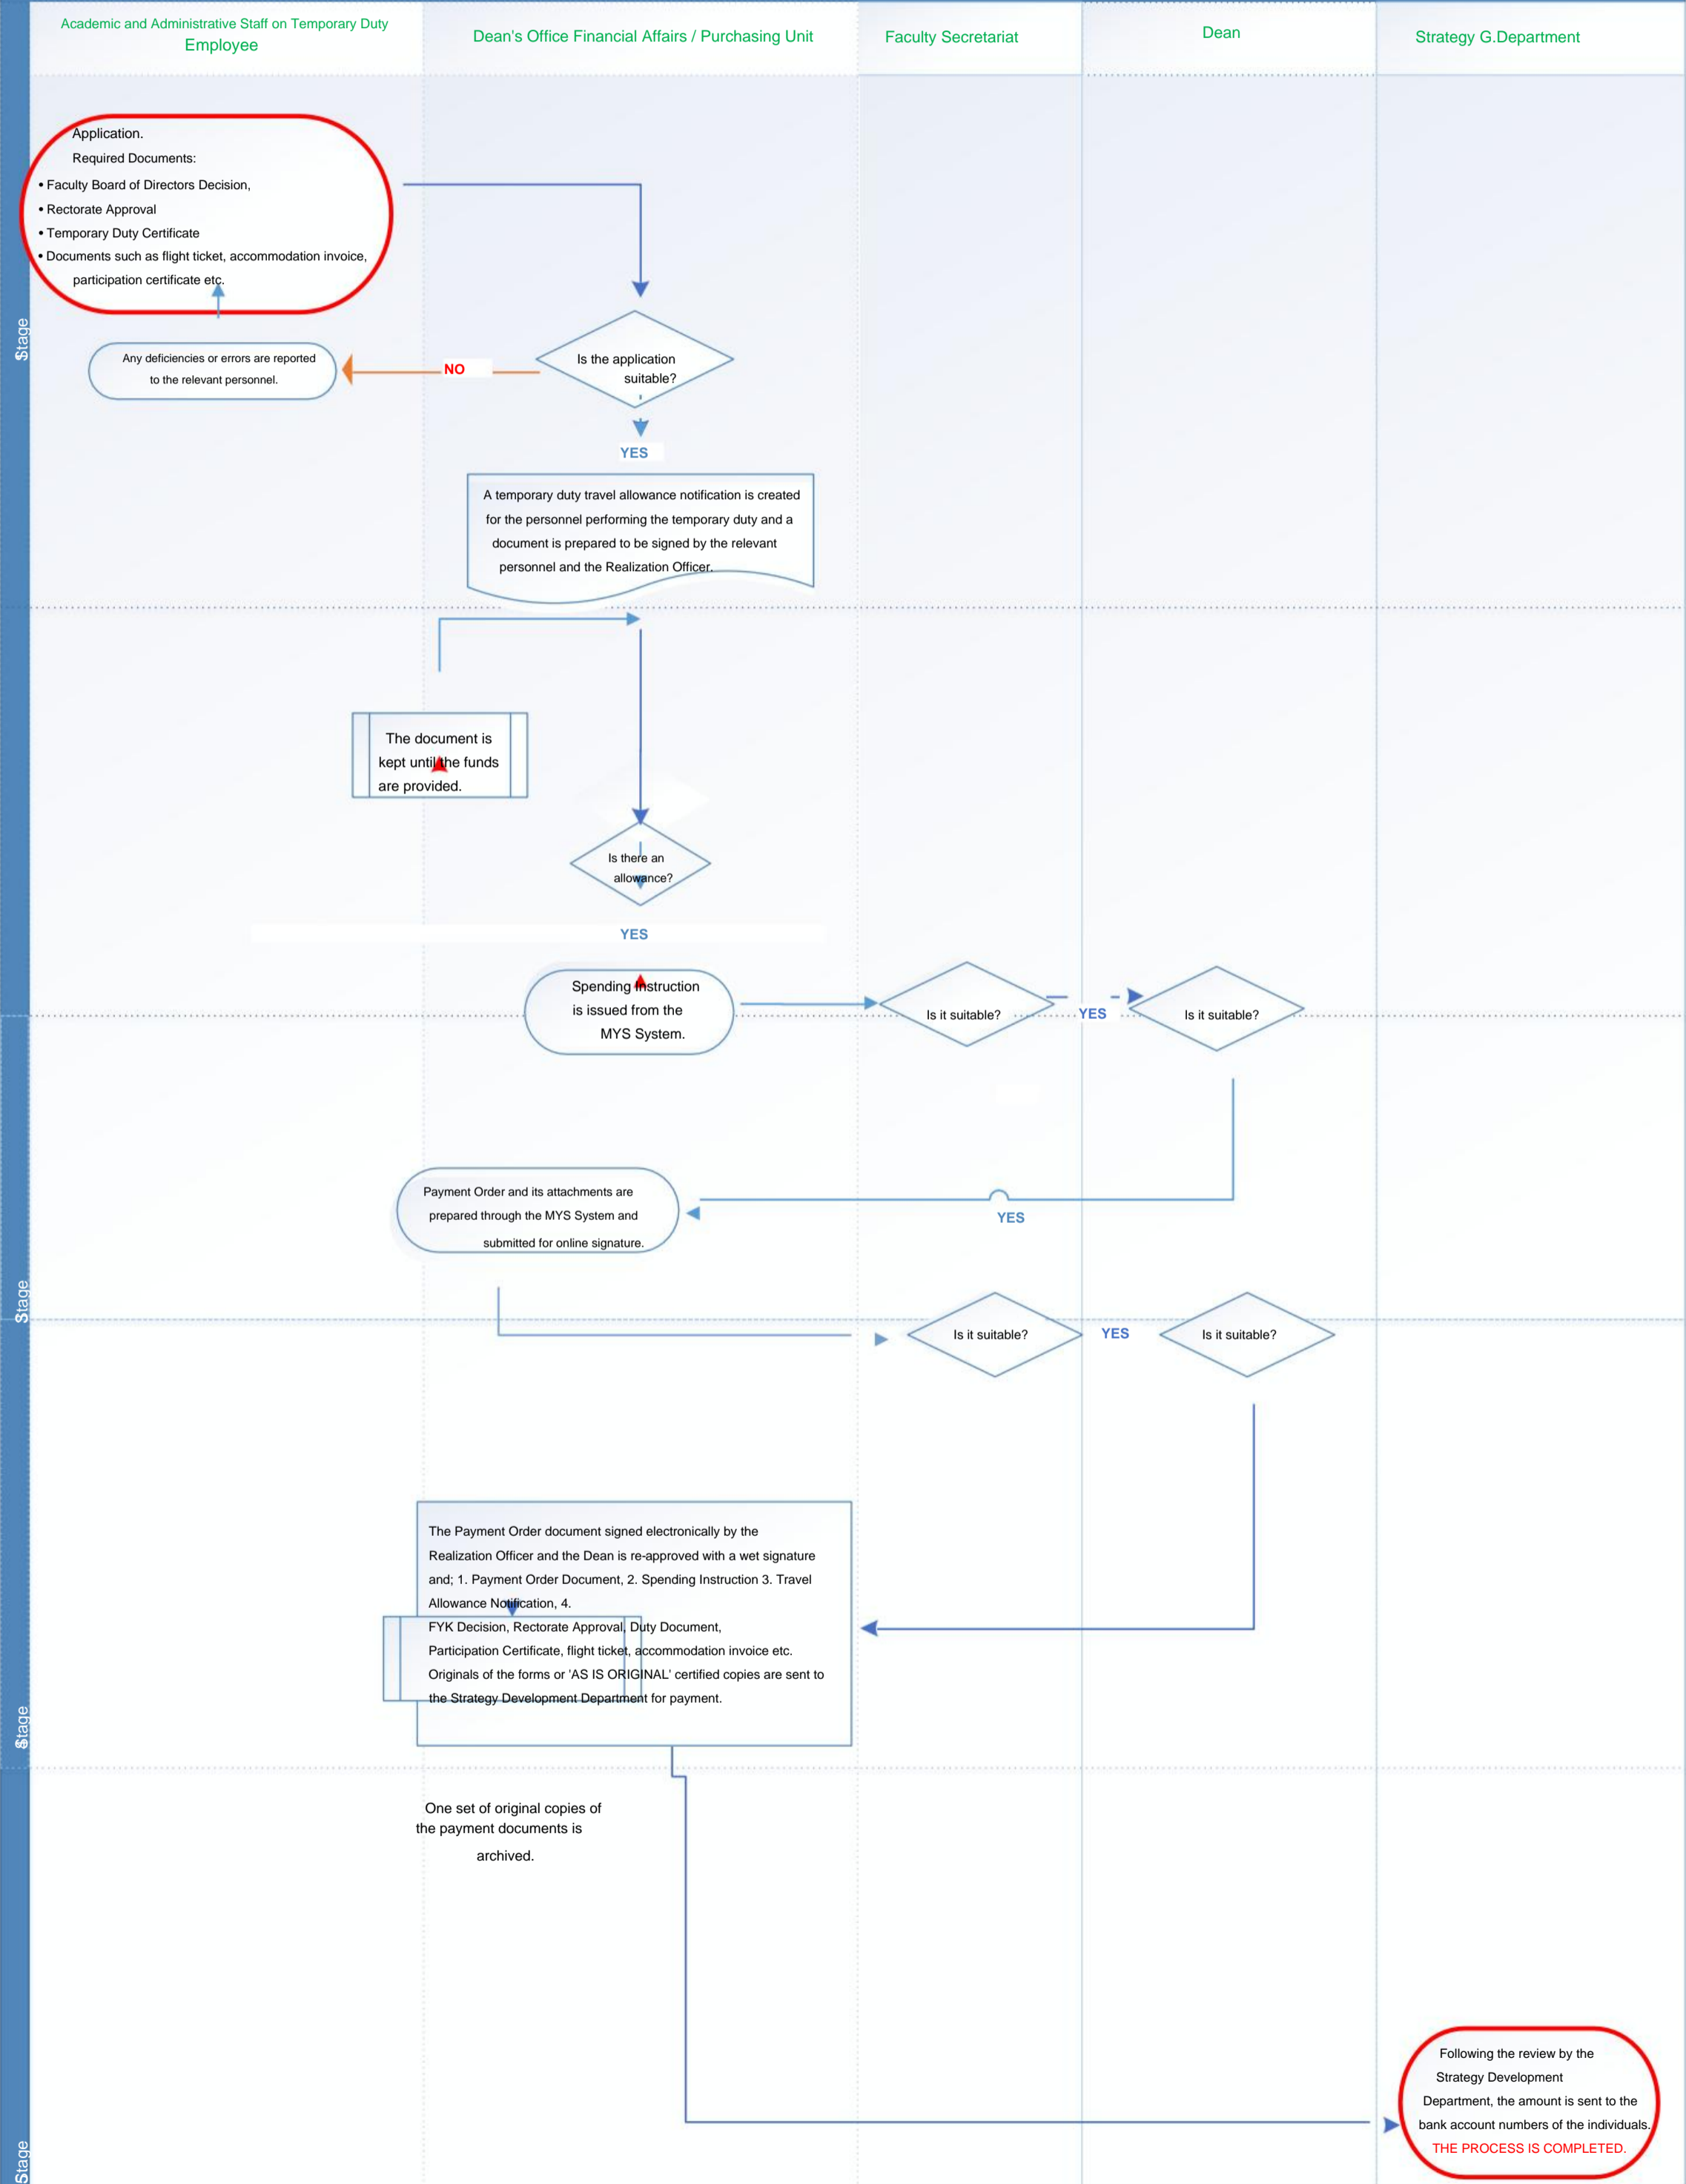 Academic and Administrative Staff on Temporary Duty
Employee
Dean's Office Financial Affairs / Purchasing Unit
Faculty Secretariat
Dean
Strategy G.Department
Application.
Required Documents:
• Faculty Board of Directors Decision,
• Rectorate Approval
• Temporary Duty Certificate
• Documents such as flight ticket, accommodation invoice,
participation certificate etc.
Stage
Is the application
suitable?
NO
Any deficiencies or errors are reported
to the relevant personnel.
YES
A temporary duty travel allowance notification is created
for the personnel performing the temporary duty and a
document is prepared to be signed by the relevant
personnel and the Realization Officer.
The document is
kept until the funds
are provided.
Is there an
allowance?
YES
Spending Instruction
is issued from the
MYS System.
Is it suitable?
YES
Is it suitable?
Payment Order and its attachments are
prepared through the MYS System and
submitted for online signature.
YES
Stage
Is it suitable?
YES
Is it suitable?
The Payment Order document signed electronically by the
Realization Officer and the Dean is re-approved with a wet signature
and; 1. Payment Order Document, 2. Spending Instruction 3. Travel
Allowance Notification, 4.
FYK Decision, Rectorate Approval, Duty Document,
Participation Certificate, flight ticket, accommodation invoice etc.
Originals of the forms or 'AS IS ORIGINAL' certified copies are sent to
the Strategy Development Department for payment.
Stage
One set of original copies of
the payment documents is
archived.
Following the review by the
Strategy Development
Department, the amount is sent to the
bank account numbers of the individuals.
THE PROCESS IS COMPLETED.
Stage